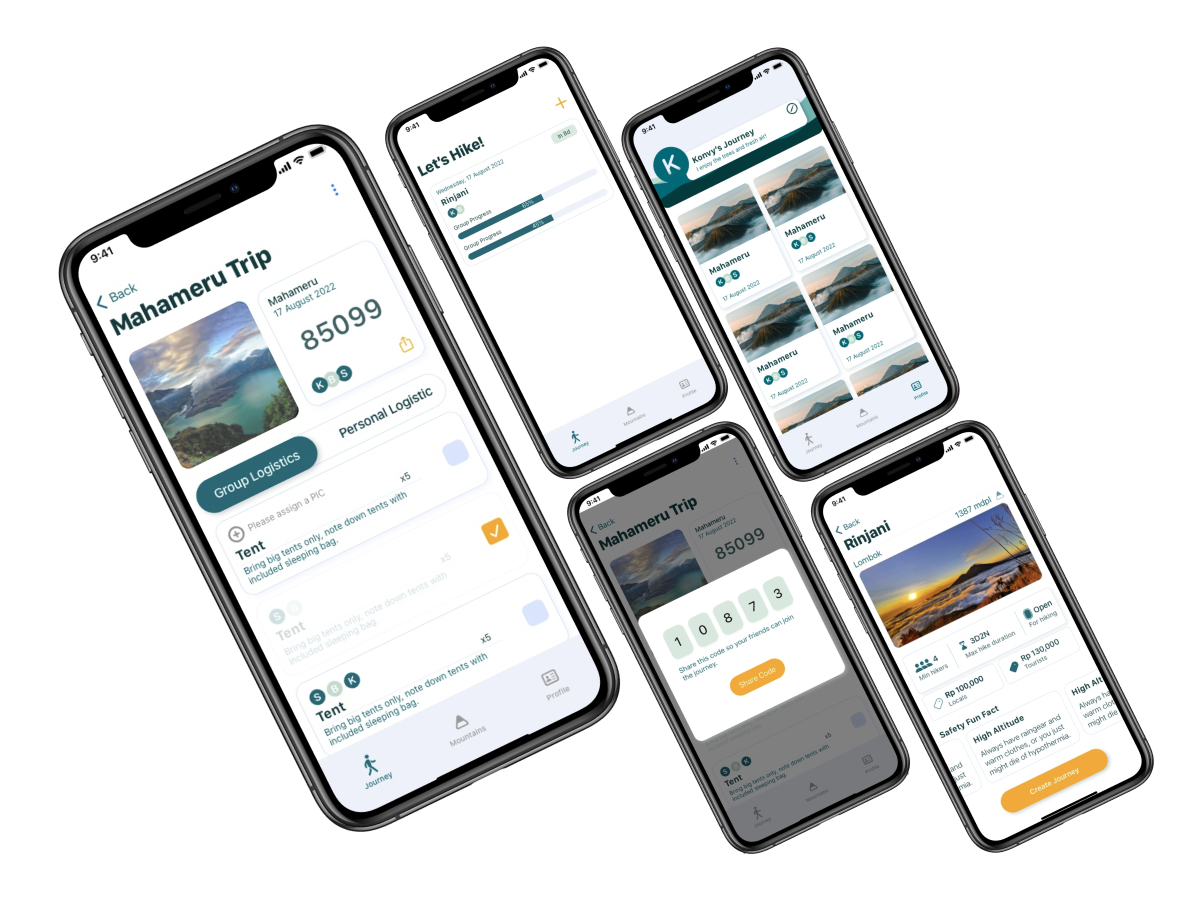 9:41
Back
Mahameru Trip
Mahameru
17 August 2022
85099
K B S
Group Logistics
Personal Logistic
Please assign a PIC
Tent
x5
Bring big tents only, note down tents with
included sleeping bag.
S B
Tent
x5
Bring big tents only, note down tents with
included sleeping bag.
S B K
Tent
x5
Bring big tents only, note down tents with
included sleeping bag.
Journey
Mountains
Profile
9:41
Let's Hike!
Wednesday, 17 August 2022
In 8d
Rinjani
K B
Group Progress
Group Progress
Journey
Mountains
Profile
9:41
K
Konvy's Journey
I enjoy the trees and fresh air!
Mahameru
K B S
17 August 2022
Mahameru
K B S
17 August 2022
Mahameru
K B S
17 August 2022
Mahameru
K B S
17 August 2022
Journey
Mountains
Profile
9:41
Back
Mahameru Trip
Mahameru
17 August 2022
85099
1 0 8 7 3
Share this code so your friends can join
the journey.
Share Code
S B K
Tent
x5
Bring big tents only, note down tents with
included sleeping bag.
Journey
Mountains
Profile
9:41
Back
Rinjani
1387 mdpl
Lombok
4
Min hikers
3D2N
Max hike duration
Open
For hiking
Rp 100,000
Locals
Rp 130,000
Tourists
Safety Fun Fact
and
just
mia.
High Altitude
Always have raingear and
warm clothes, or you just
might die of hypothermia.
High Alt
Always ha
warm clo
might die
Create Journey